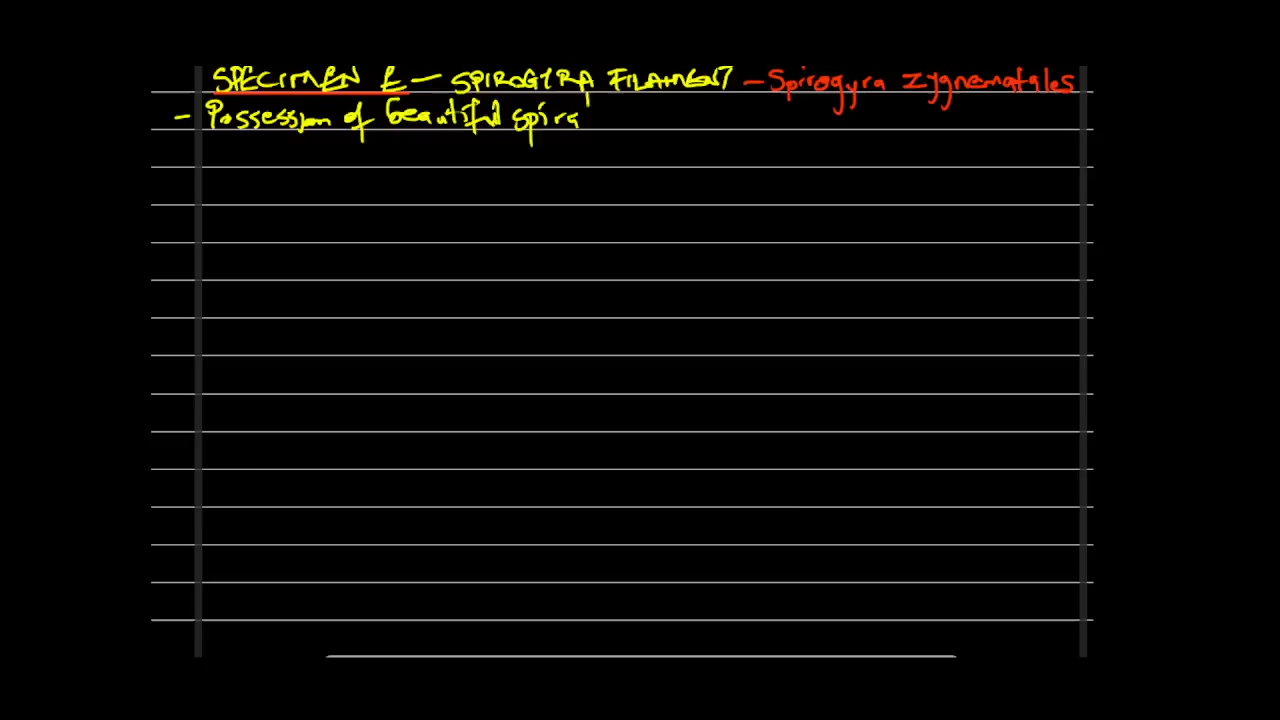 SPECIMEN E - SPIROGYRA FILAMENT - Spirogyra Zygnematales
- Possession of beautiful spira